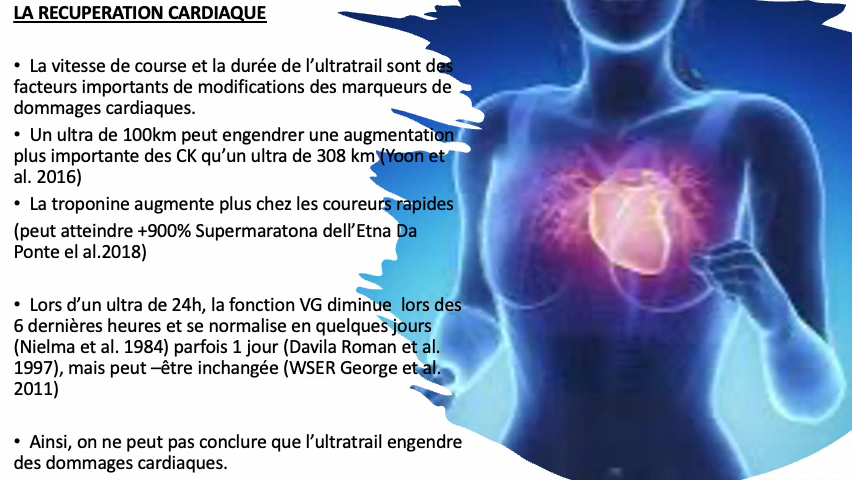 LA RECUPERATION CARDIAQUE
• La vitesse de course et la durée de l'ultratrail sont des
facteurs importants de modifications des marqueurs de
dommages cardiaques.
• Un ultra de 100km peut engendrer une augmentation
plus importante des CK qu'un ultra de 308 km (Yoon et
al. 2016)
• La troponine augmente plus chez les coureurs rapides
(peut atteindre +900% Supermaratona dell'Etna Da
Ponte el al.2018)
• Lors d'un ultra de 24h, la fonction VG diminue lors des
6 dernières heures et se normalise en quelques jours
(Nielma et al. 1984) parfois 1 jour (Davila Roman et al.
1997), mais peut –être inchangée (WSER George et al.
2011)
• Ainsi, on ne peut pas conclure que l'ultratrail engendre
des dommages cardiaques.